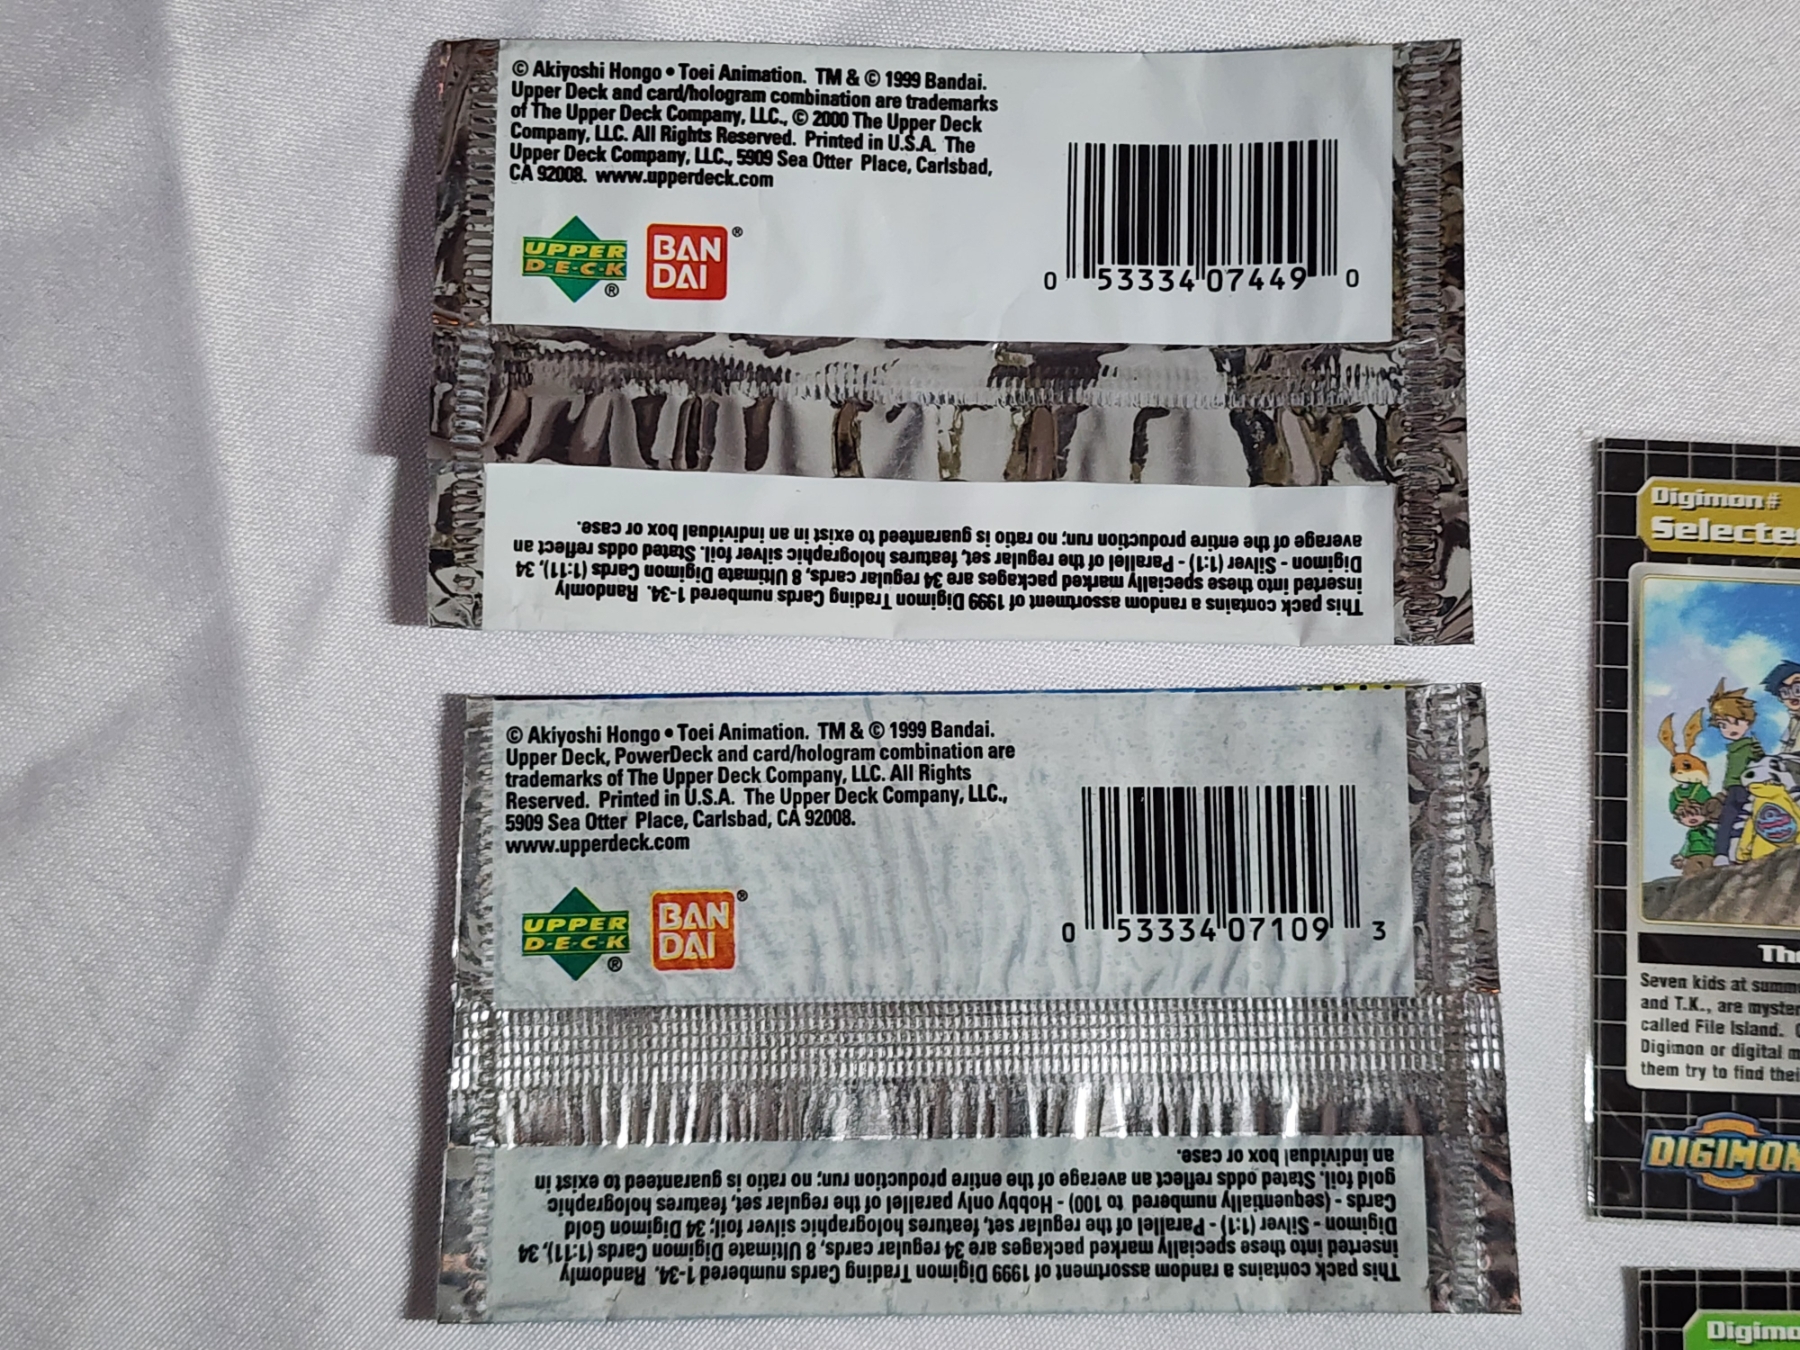 © Akiyoshi Hongo • Toei Animation. TM & © 1999 Bandai.
Upper Deck and card/hologram combination are trademarks
of The Upper Deck Company, LLC., © 2000 The Upper Deck
Company, LLC. All Rights Reserved. Printed in U.S.A. The
Upper Deck Company, LLC., 5909 Sea Otter Place, Carlsbad,
CA 92008. www.upperdeck.com
UPPER
D·E·C·K ®
BAN
DAI ®
0 53334 07449 0
This pack contains a random assortment of 1999 Digimon Trading Cards numbered 1-34. Randomly
inserted into these specially marked packages are 34 regular cards, 8 Ultimate Digimon Cards (1:11), 34
Digimon - Silver (1:1) - Parallel of the regular set, features holographic silver foil. Stated odds reflect an
average of the entire production run; no ratio is guaranteed to exist in an individual box or case.
© Akiyoshi Hongo • Toei Animation. TM & © 1999 Bandai.
Upper Deck, PowerDeck and card/hologram combination are
trademarks of The Upper Deck Company, LLC. All Rights
Reserved. Printed in U.S.A. The Upper Deck Company, LLC.,
5909 Sea Otter Place, Carlsbad, CA 92008.
www.upperdeck.com
UPPER
D·E·C·K ®
BAN
DAI ®
0 53334 07109 3
This pack contains a random assortment of 1999 Digimon Trading Cards numbered 1-34. Randomly
inserted into these specially marked packages are 34 regular cards, 8 Ultimate Digimon Cards (1:11), 34
Digimon - Silver (1:1) - Parallel of the regular set, features holographic silver foil; 34 Digimon Gold
Cards - (sequentially numbered to 100) - Hobby only parallel of the regular set, features holographic
gold foil. Stated odds reflect an average of the entire production run; no ratio is guaranteed to exist in
an individual box or case.
Digimon#
Selecte
Th
Seven kids at summ
and T.K., are myster
called File Island.
Digimon or digital m
them try to find thei
DIGIMON
Digimo